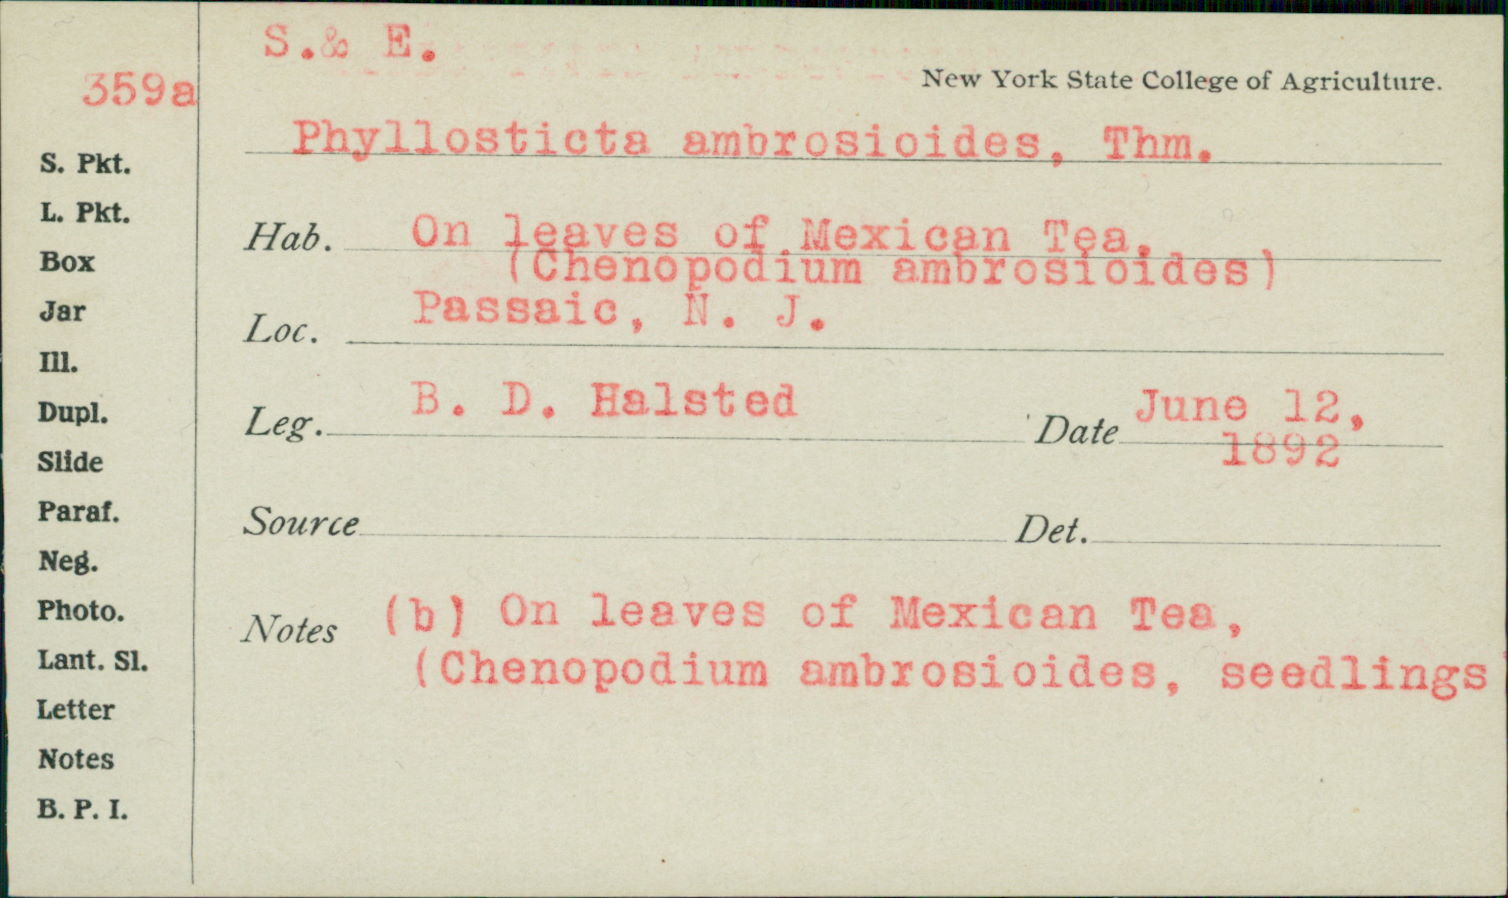 S.& E.
359a
New York State College of Agriculture.
Phyllosticta ambrosioides, Thm.
S. Pkt.
L. Pkt.
Hab. On leaves of Mexican Tea,
(Chenopodium ambrosioides)
Box
Jar
Loc. Passaic, N. J.
Ill.
Dupl.
Leg. B. D. Halsted Date June 12,
1892
Slide
Paraf.
Source Det.
Neg.
Photo.
Notes (b) On leaves of Mexican Tea,
(Chenopodium ambrosioides, seedlings
Lant. Sl.
Letter
Notes
B. P. I.